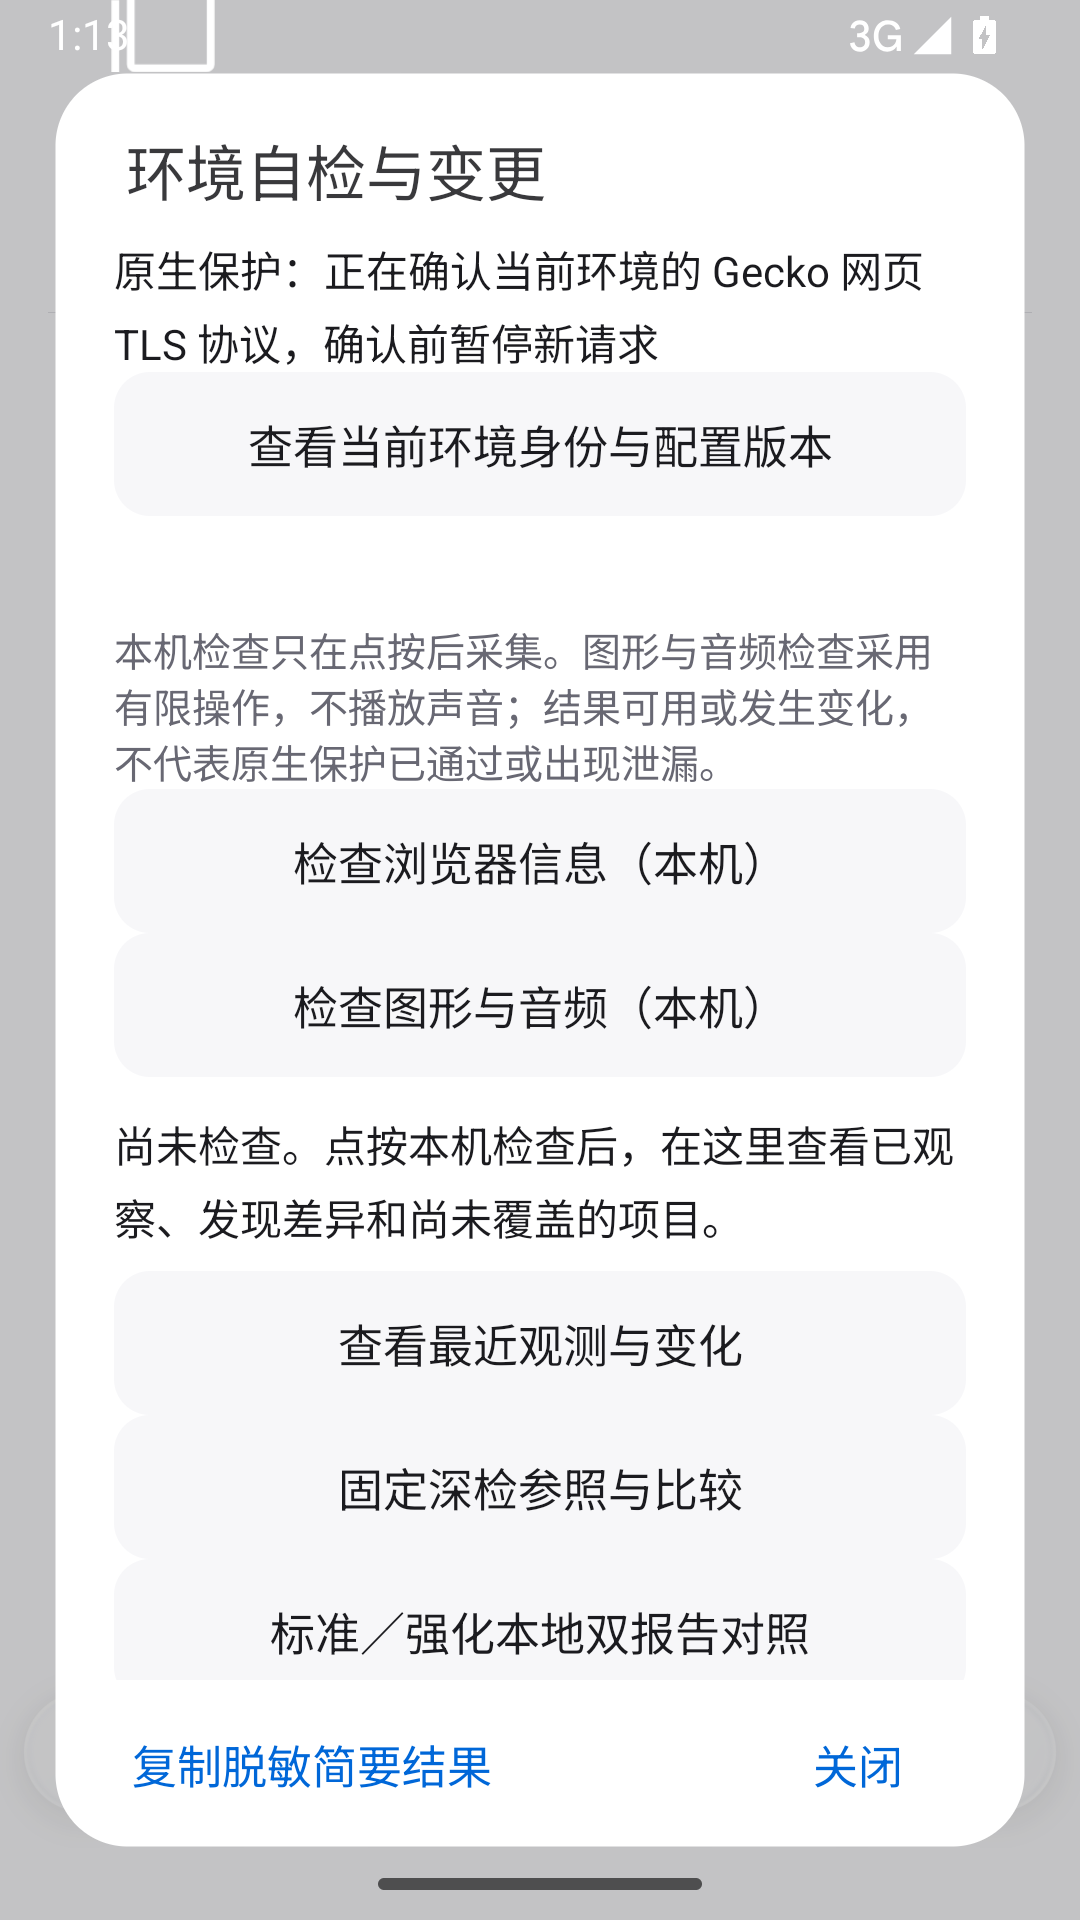 1:13
3G
环境自检与变更
原生保护：正在确认当前环境的 Gecko 网页
TLS 协议，确认前暂停新请求
查看当前环境身份与配置版本
本机检查只在点按后采集。图形与音频检查采用
有限操作，不播放声音；结果可用或发生变化，
不代表原生保护已通过或出现泄漏。
检查浏览器信息（本机）
检查图形与音频（本机）
尚未检查。点按本机检查后，在这里查看已观
察、发现差异和尚未覆盖的项目。
查看最近观测与变化
固定深检参照与比较
标准／强化本地双报告对照
复制脱敏简要结果
关闭